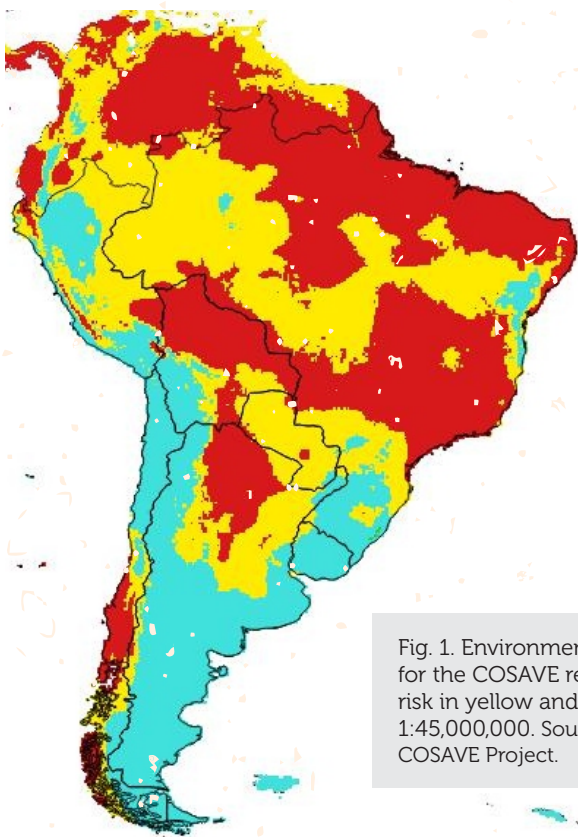 Fig. 1. Environmen
for the COSAVE re
risk in yellow and
1:45,000,000. Sou
COSAVE Project.